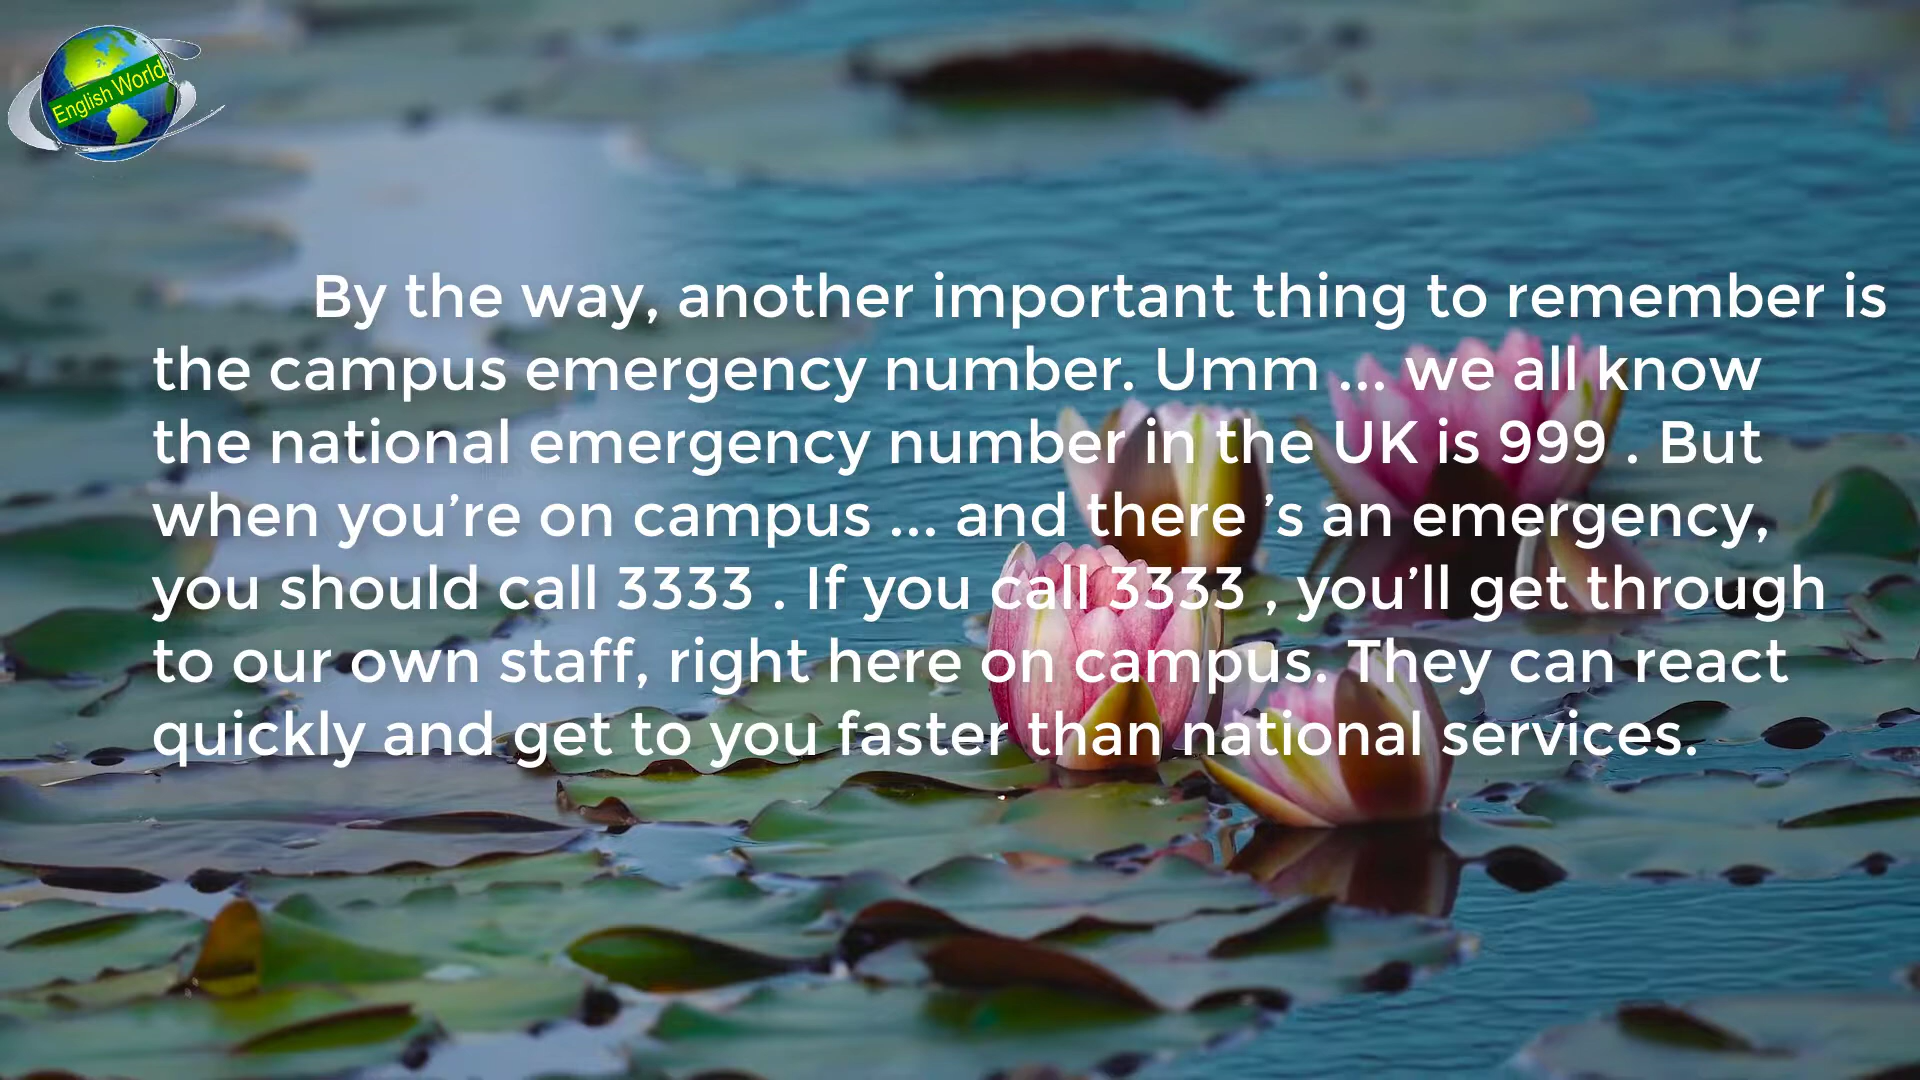 English World
By the way, another important thing to remember is
the campus emergency number. Umm ... we all know
the national emergency number in the UK is 999 . But
when you’re on campus ... and there ’s an emergency,
you should call 3333 . If you call 3333 , you’ll get through
to our own staff, right here on campus. They can react
quickly and get to you faster than national services.